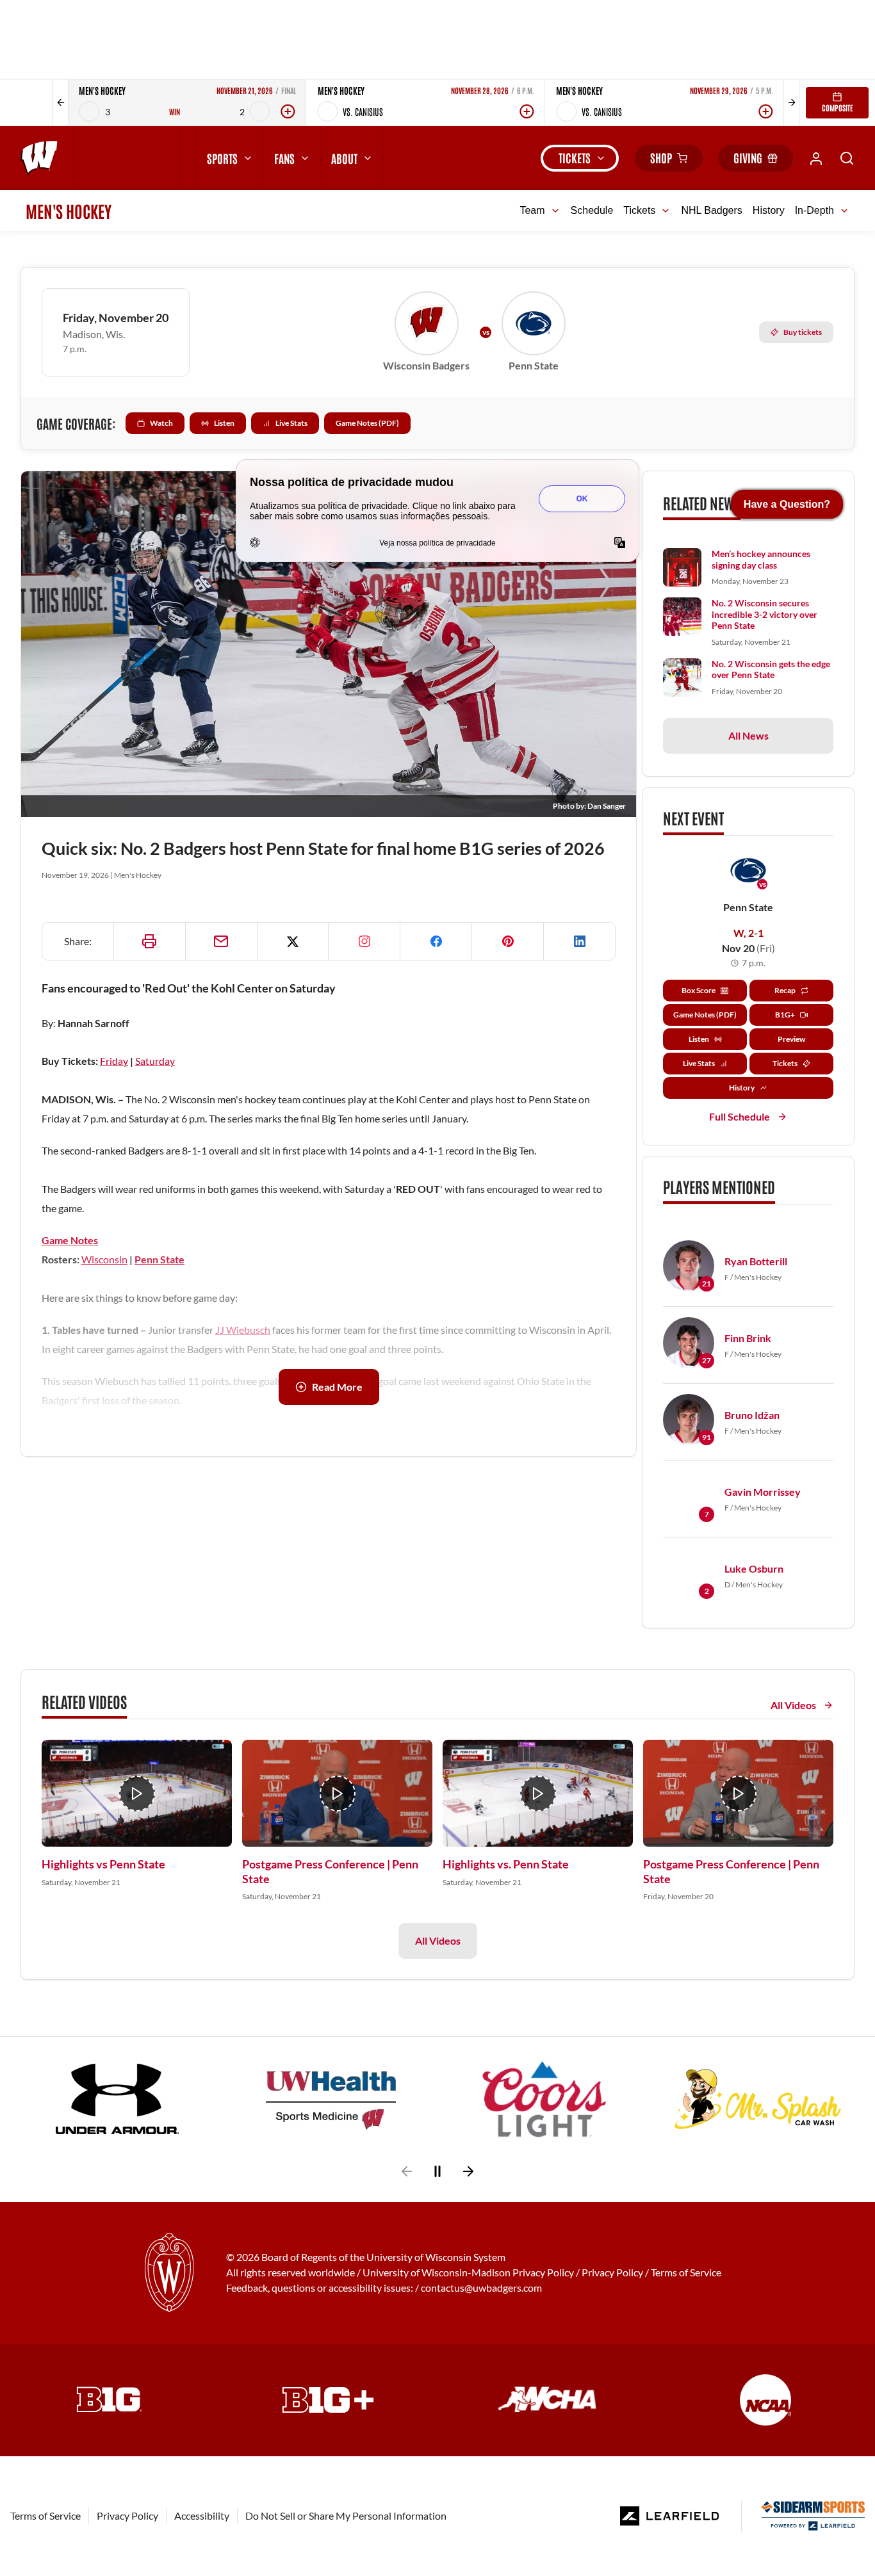 MEN'S HOCKEY
NOVEMBER 21, 2026 / FINAL
3 WIN 2
MEN'S HOCKEY
NOVEMBER 28, 2026 / 6 P.M.
VS. CANISIUS
MEN'S HOCKEY
NOVEMBER 29, 2026 / 5 P.M.
VS. CANISIUS
COMPOSITE
W
SPORTS FANS ABOUT
TICKETS SHOP GIVING
MEN'S HOCKEY
Team Schedule Tickets NHL Badgers History In-Depth
Friday, November 20
Madison, Wis.
7 p.m.
vs
Wisconsin Badgers
Penn State
Buy tickets
GAME COVERAGE:
Watch
Listen
Live Stats
Game Notes (PDF)
Nossa política de privacidade mudou
Atualizamos sua política de privacidade. Clique no link abaixo para
saber mais sobre como usamos suas informações pessoais.
OK
Veja nossa política de privacidade
THIS HOUSE
BADGERS
OSBURN
2
Photo by: Dan Sanger
Quick six: No. 2 Badgers host Penn State for final home B1G series of 2026
November 19, 2026 | Men's Hockey
Share:
Fans encouraged to 'Red Out' the Kohl Center on Saturday
By: Hannah Sarnoff
Buy Tickets: Friday | Saturday
MADISON, Wis. – The No. 2 Wisconsin men's hockey team continues play at the Kohl Center and plays host to Penn State on
Friday at 7 p.m. and Saturday at 6 p.m. The series marks the final Big Ten home series until January.
The second-ranked Badgers are 8-1-1 overall and sit in first place with 14 points and a 4-1-1 record in the Big Ten.
The Badgers will wear red uniforms in both games this weekend, with Saturday a 'RED OUT' with fans encouraged to wear red to
the game.
Game Notes
Rosters: Wisconsin | Penn State
Here are six things to know before game day:
1. Tables have turned – Junior transfer JJ Wiebusch faces his former team for the first time since committing to Wisconsin in April.
In eight career games against the Badgers with Penn State, he had one goal and three points.
This season Wiebusch has tallied 11 points, three goal
goal came last weekend against Ohio State in the
Badgers' first loss of the season.
Read More
RELATED NEW
Have a Question?
Men's hockey announces
signing day class
Monday, November 23
No. 2 Wisconsin secures
incredible 3-2 victory over
Penn State
Saturday, November 21
No. 2 Wisconsin gets the edge
over Penn State
Friday, November 20
All News
NEXT EVENT
vs
Penn State
W, 2-1
Nov 20 (Fri)
7 p.m.
Box Score
Recap
Game Notes (PDF)
B1G+
Listen
Preview
Live Stats
Tickets
History
Full Schedule
PLAYERS MENTIONED
Ryan Botterill
F / Men's Hockey
21
Finn Brink
F / Men's Hockey
27
Bruno Idžan
F / Men's Hockey
91
Gavin Morrissey
F / Men's Hockey
7
Luke Osburn
D / Men's Hockey
2
RELATED VIDEOS
All Videos
Highlights vs Penn State
Saturday, November 21
Postgame Press Conference | Penn
State
Saturday, November 21
Highlights vs. Penn State
Saturday, November 21
Postgame Press Conference | Penn
State
Friday, November 20
All Videos
UNDER ARMOUR.
UWHealth
Sports Medicine
Coors
LIGHT
Mr. Splash
CAR WASH
© 2026 Board of Regents of the University of Wisconsin System
All rights reserved worldwide / University of Wisconsin-Madison Privacy Policy / Privacy Policy / Terms of Service
Feedback, questions or accessibility issues: / contactus@uwbadgers.com
B1G
B1G+
WCHA
NCAA
Terms of Service
Privacy Policy
Accessibility
Do Not Sell or Share My Personal Information
LEARFIELD
SIDEARM SPORTS
POWERED BY LEARFIELD